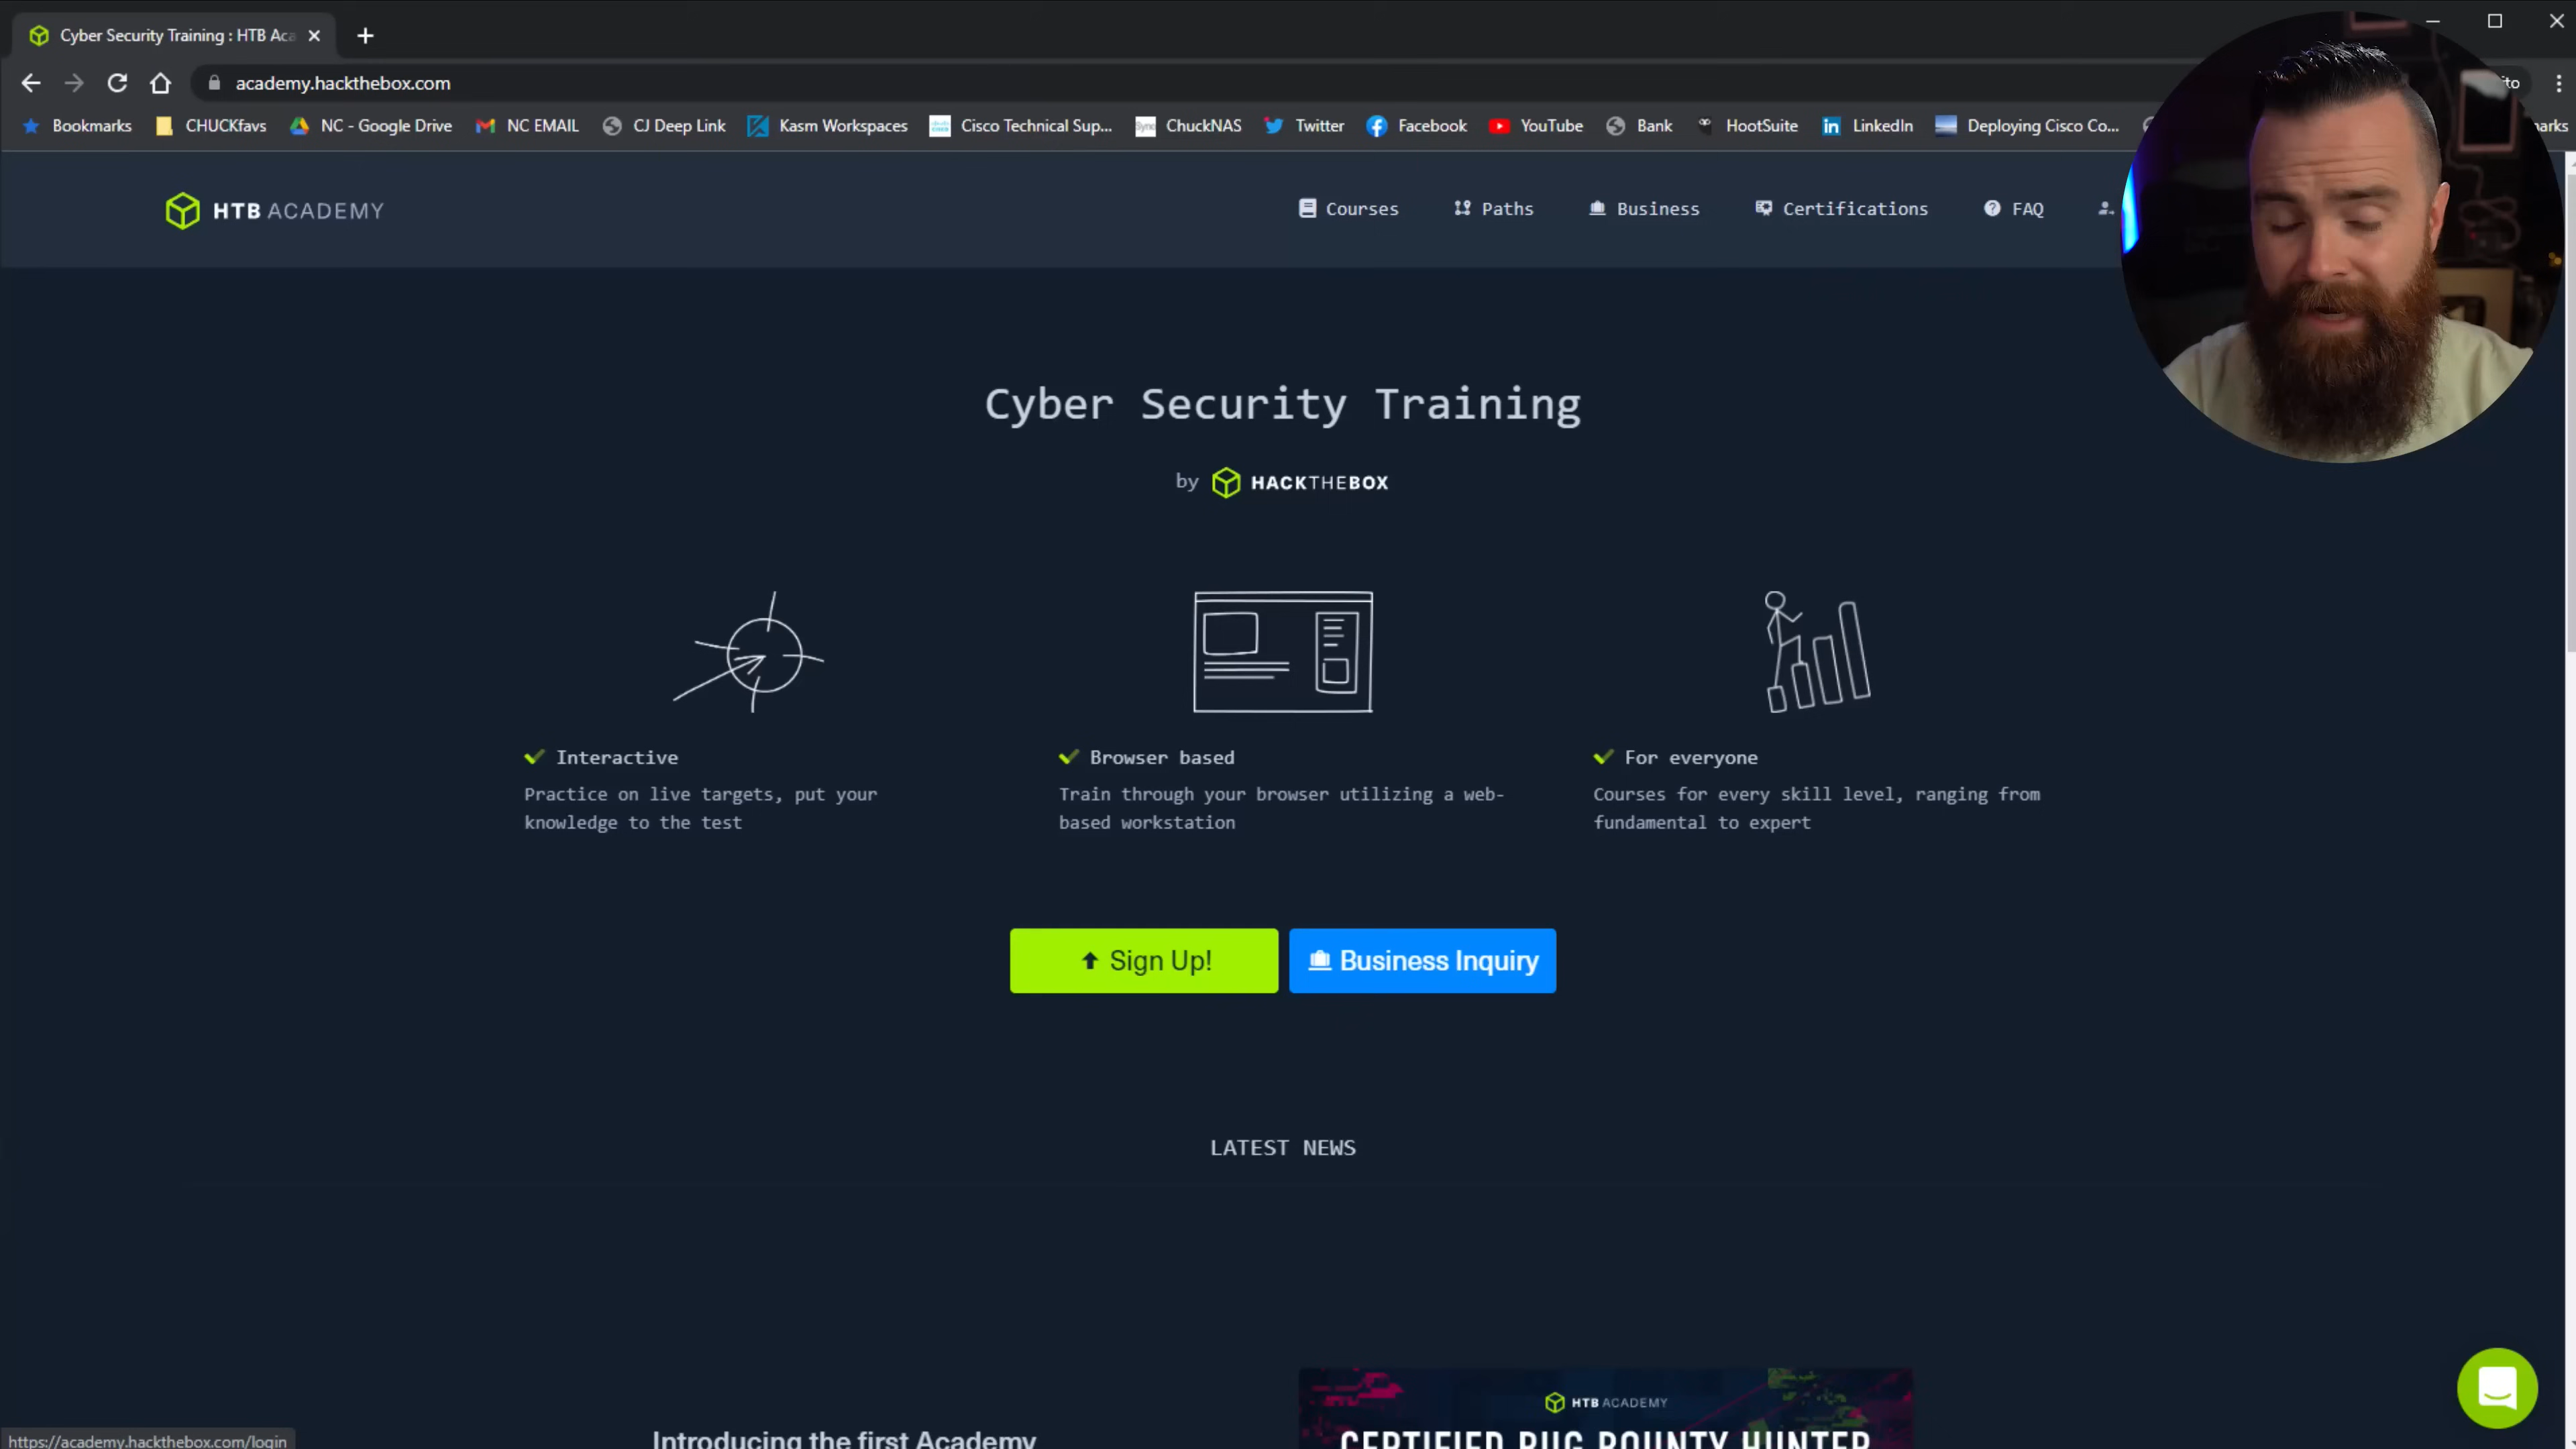 Cyber Security Training : HTB Aca
academy.hackthebox.com
Bookmarks CHUCKfavs NC - Google Drive NC EMAIL CJ Deep Link Kasm Workspaces Cisco Technical Sup... ChuckNAS Twitter Facebook YouTube Bank HootSuite LinkedIn Deploying Cisco Co...
HTB ACADEMY
Courses Paths Business Certifications FAQ
Cyber Security Training
by HACKTHEBOX
Interactive
Practice on live targets, put your
knowledge to the test
Browser based
Train through your browser utilizing a web-
based workstation
For everyone
Courses for every skill level, ranging from
fundamental to expert
Sign Up! Business Inquiry
LATEST NEWS
Introducing the first Academy
HTB ACADEMY
CERTIFIED BUG BOUNTY HUNTER
https://academy.hackthebox.com/login